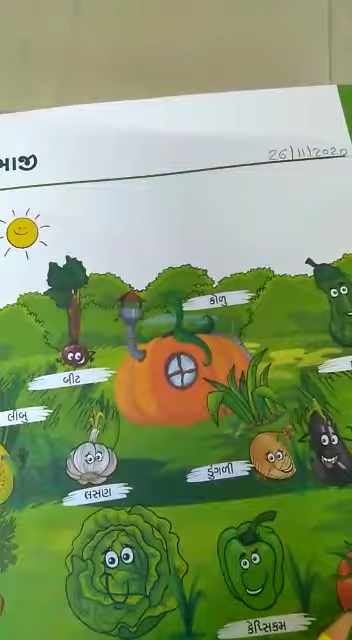 26/11/2020
કોળુ
બીટ
લીંબુ
ડુંગળી
લસણ
કેપ્સિકમ